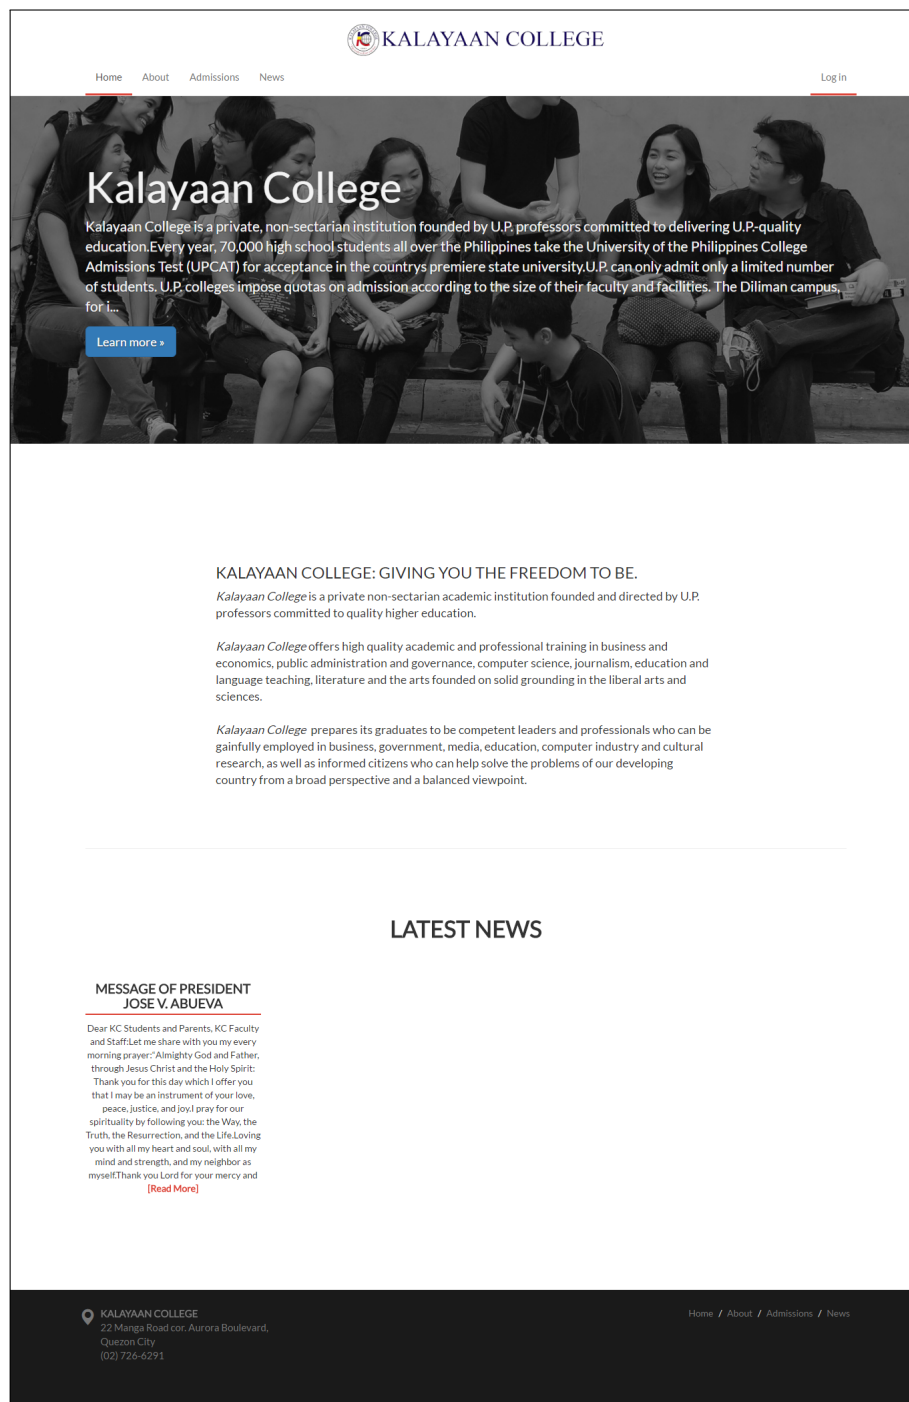 KALAYAAN COLLEGE
Home About Admissions News Log in
Kalayaan College
Kalayaan College is a private, non-sectarian institution founded by U.P. professors committed to delivering U.P.-quality
education.Every year, 70,000 high school students all over the Philippines take the University of the Philippines College
Admissions Test (UPCAT) for acceptance in the countrys premiere state university.U.P. can only admit only a limited number
of students. U.P. colleges impose quotas on admission according to the size of their faculty and facilities. The Diliman campus,
for i...
Learn more »
KALAYAAN COLLEGE: GIVING YOU THE FREEDOM TO BE.
Kalayaan College is a private non-sectarian academic institution founded and directed by U.P.
professors committed to quality higher education.
Kalayaan College offers high quality academic and professional training in business and
economics, public administration and governance, computer science, journalism, education and
language teaching, literature and the arts founded on solid grounding in the liberal arts and
sciences.
Kalayaan College prepares its graduates to be competent leaders and professionals who can be
gainfully employed in business, government, media, education, computer industry and cultural
research, as well as informed citizens who can help solve the problems of our developing
country from a broad perspective and a balanced viewpoint.
LATEST NEWS
MESSAGE OF PRESIDENT
JOSE V. ABUEVA
Dear KC Students and Parents, KC Faculty
and Staff:Let me share with you my every
morning prayer:“Almighty God and Father,
through Jesus Christ and the Holy Spirit:
Thank you for this day which I offer you
that I may be an instrument of your love,
peace, justice, and joy.I pray for our
spirituality by following you: the Way, the
Truth, the Resurrection, and the Life.Loving
you with all my heart and soul, with all my
mind and strength, and my neighbor as
myself.Thank you Lord for your mercy and
[Read More]
KALAYAAN COLLEGE
22 Manga Road cor. Aurora Boulevard,
Quezon City
(02) 726-6291
Home / About / Admissions / News